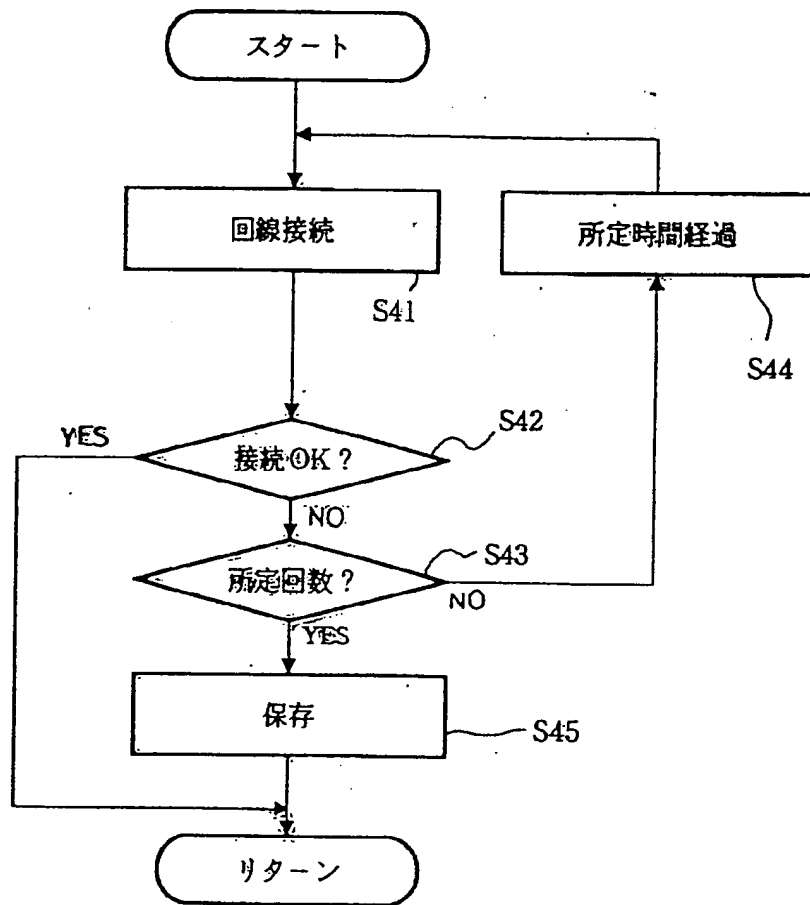 スタート
回線接続
S41
所定時間経過
S44
接続OK?
S42
YES
NO
所定回数?
S43
NO
YES
保存
S45
リターン